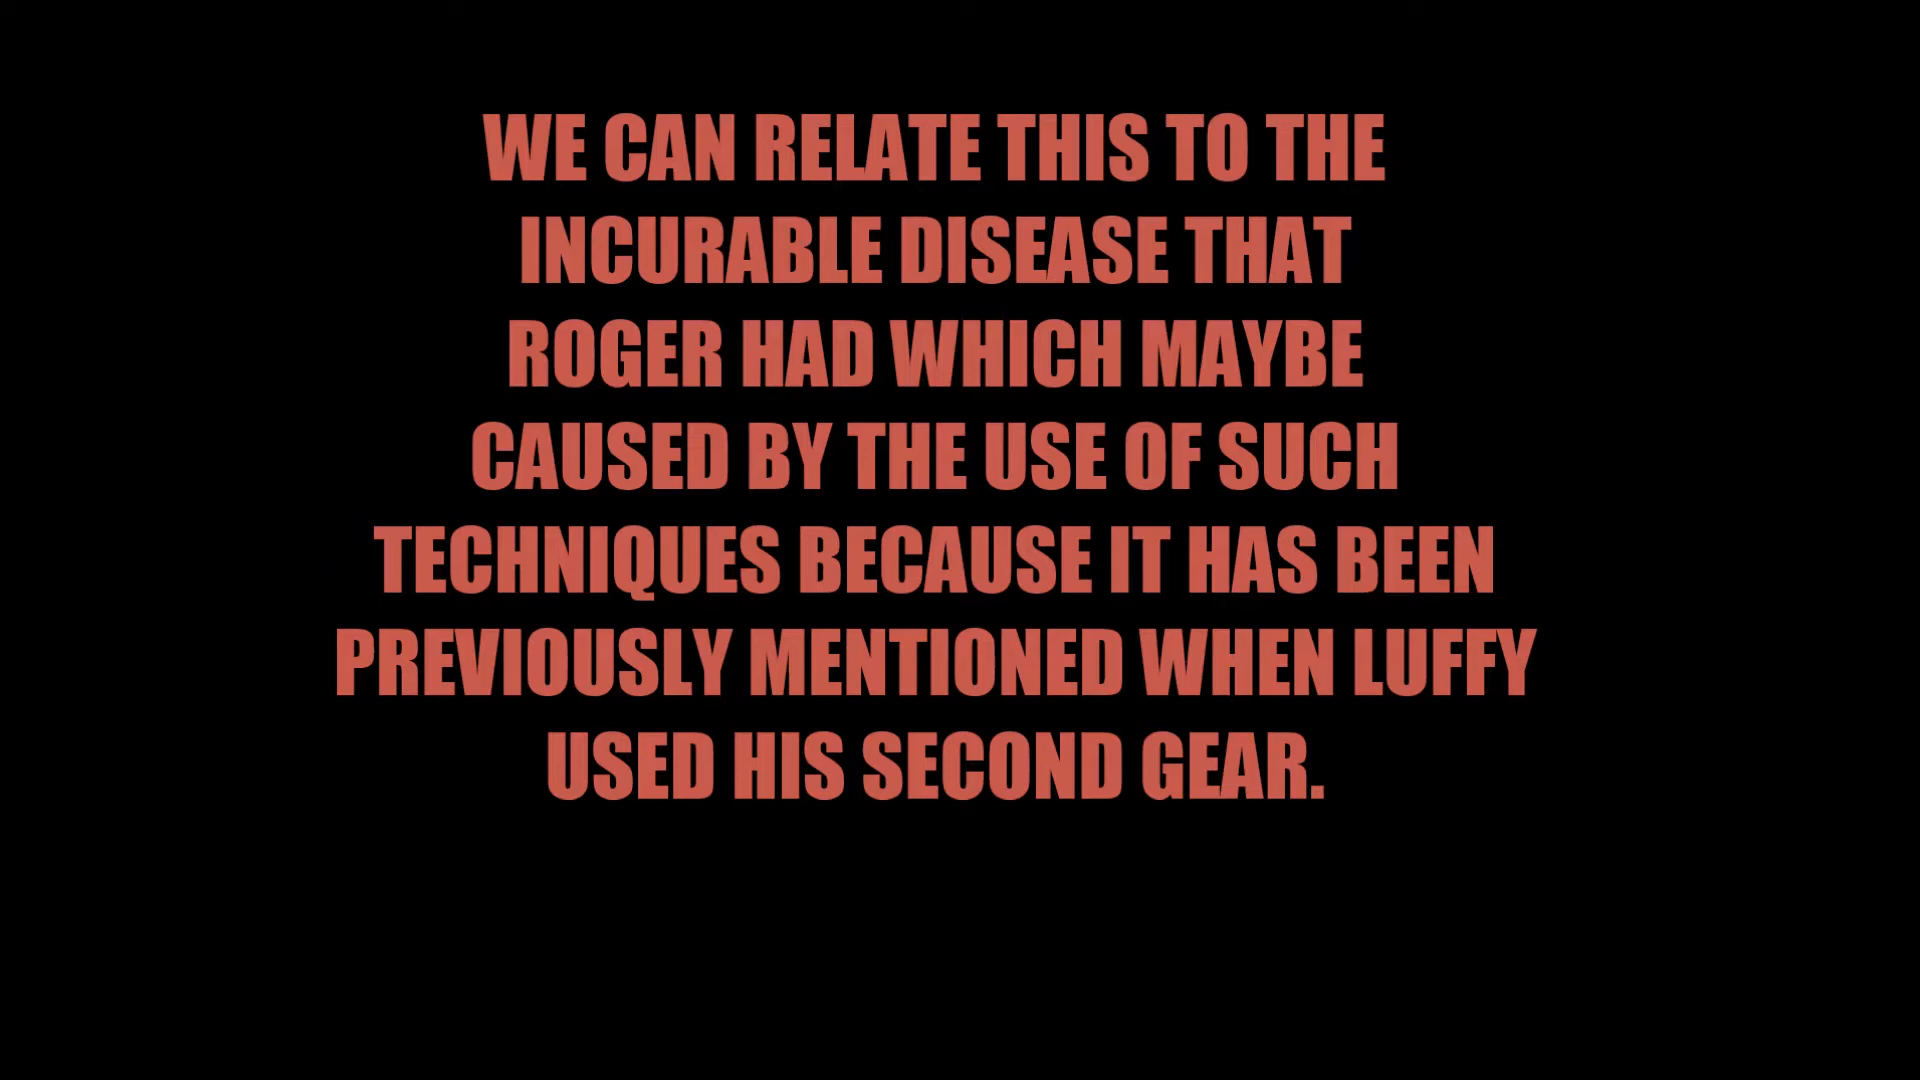 WE CAN RELATE THIS TO THE
INCURABLE DISEASE THAT
ROGER HAD WHICH MAYBE
CAUSED BY THE USE OF SUCH
TECHNIQUES BECAUSE IT HAS BEEN
PREVIOUSLY MENTIONED WHEN LUFFY
USED HIS SECOND GEAR.